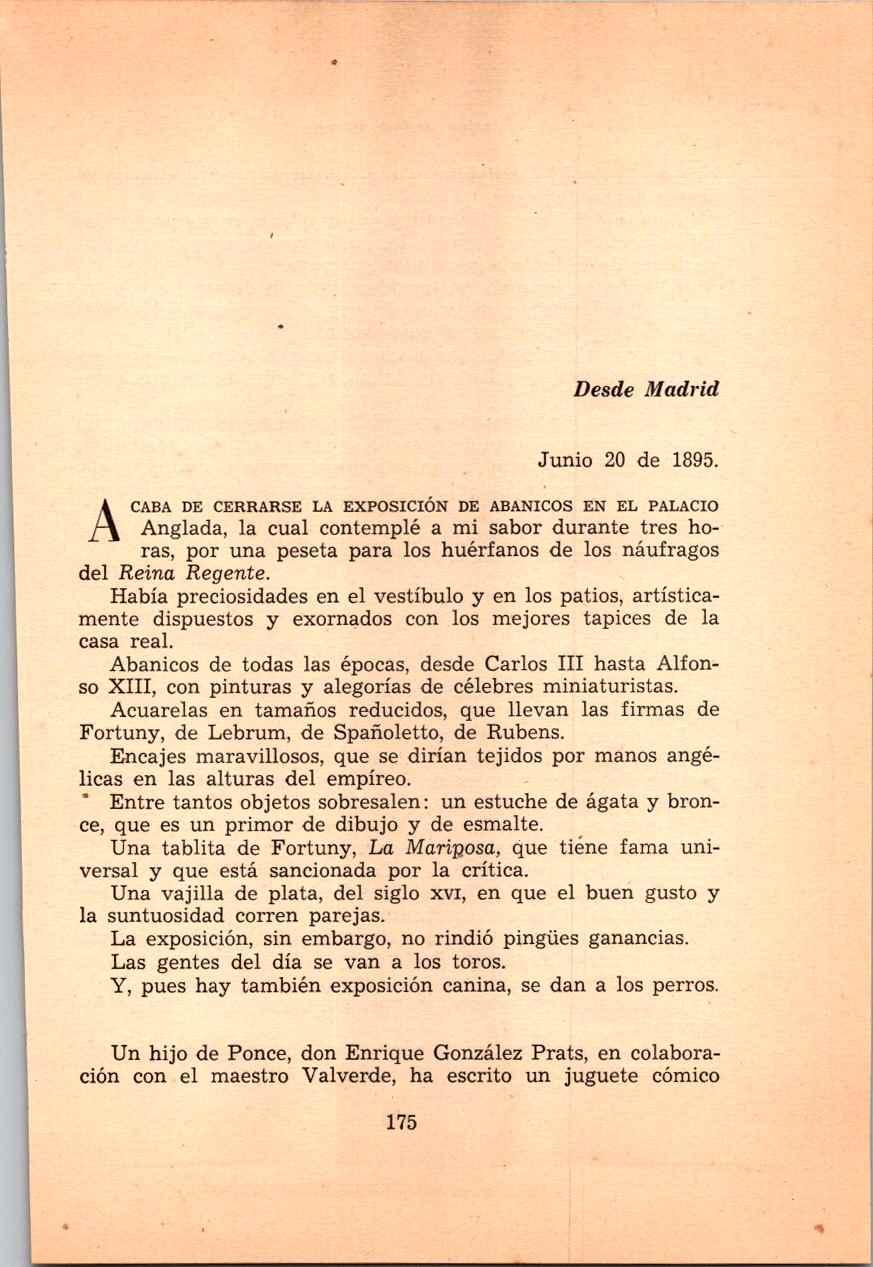 Desde Madrid
Junio 20 de 1895.
ACABA DE CERRARSE LA EXPOSICIÓN DE ABANICOS EN EL PALACIO
Anglada, la cual contemplé a mi sabor durante tres ho-
ras, por una peseta para los huérfanos de los náufragos
del Reina Regente.
Había preciosidades en el vestíbulo y en los patios, artística-
mente dispuestos y exornados con los mejores tapices de la
casa real.
Abanicos de todas las épocas, desde Carlos III hasta Alfon-
so XIII, con pinturas y alegorías de célebres miniaturistas.
Acuarelas en tamaños reducidos, que llevan las firmas de
Fortuny, de Lebrum, de Spañoletto, de Rubens.
Encajes maravillosos, que se dirían tejidos por manos angé-
licas en las alturas del empíreo.
Entre tantos objetos sobresalen: un estuche de ágata y bron-
ce, que es un primor de dibujo y de esmalte.
Una tablita de Fortuny, La Mariposa, que tiene fama uni-
versal y que está sancionada por la crítica.
Una vajilla de plata, del siglo XVI, en que el buen gusto y
la suntuosidad corren parejas.
La exposición, sin embargo, no rindió pingües ganancias.
Las gentes del día se van a los toros.
Y, pues hay también exposición canina, se dan a los perros.
Un hijo de Ponce, don Enrique González Prats, en colabora-
ción con el maestro Valverde, ha escrito un juguete cómico
175